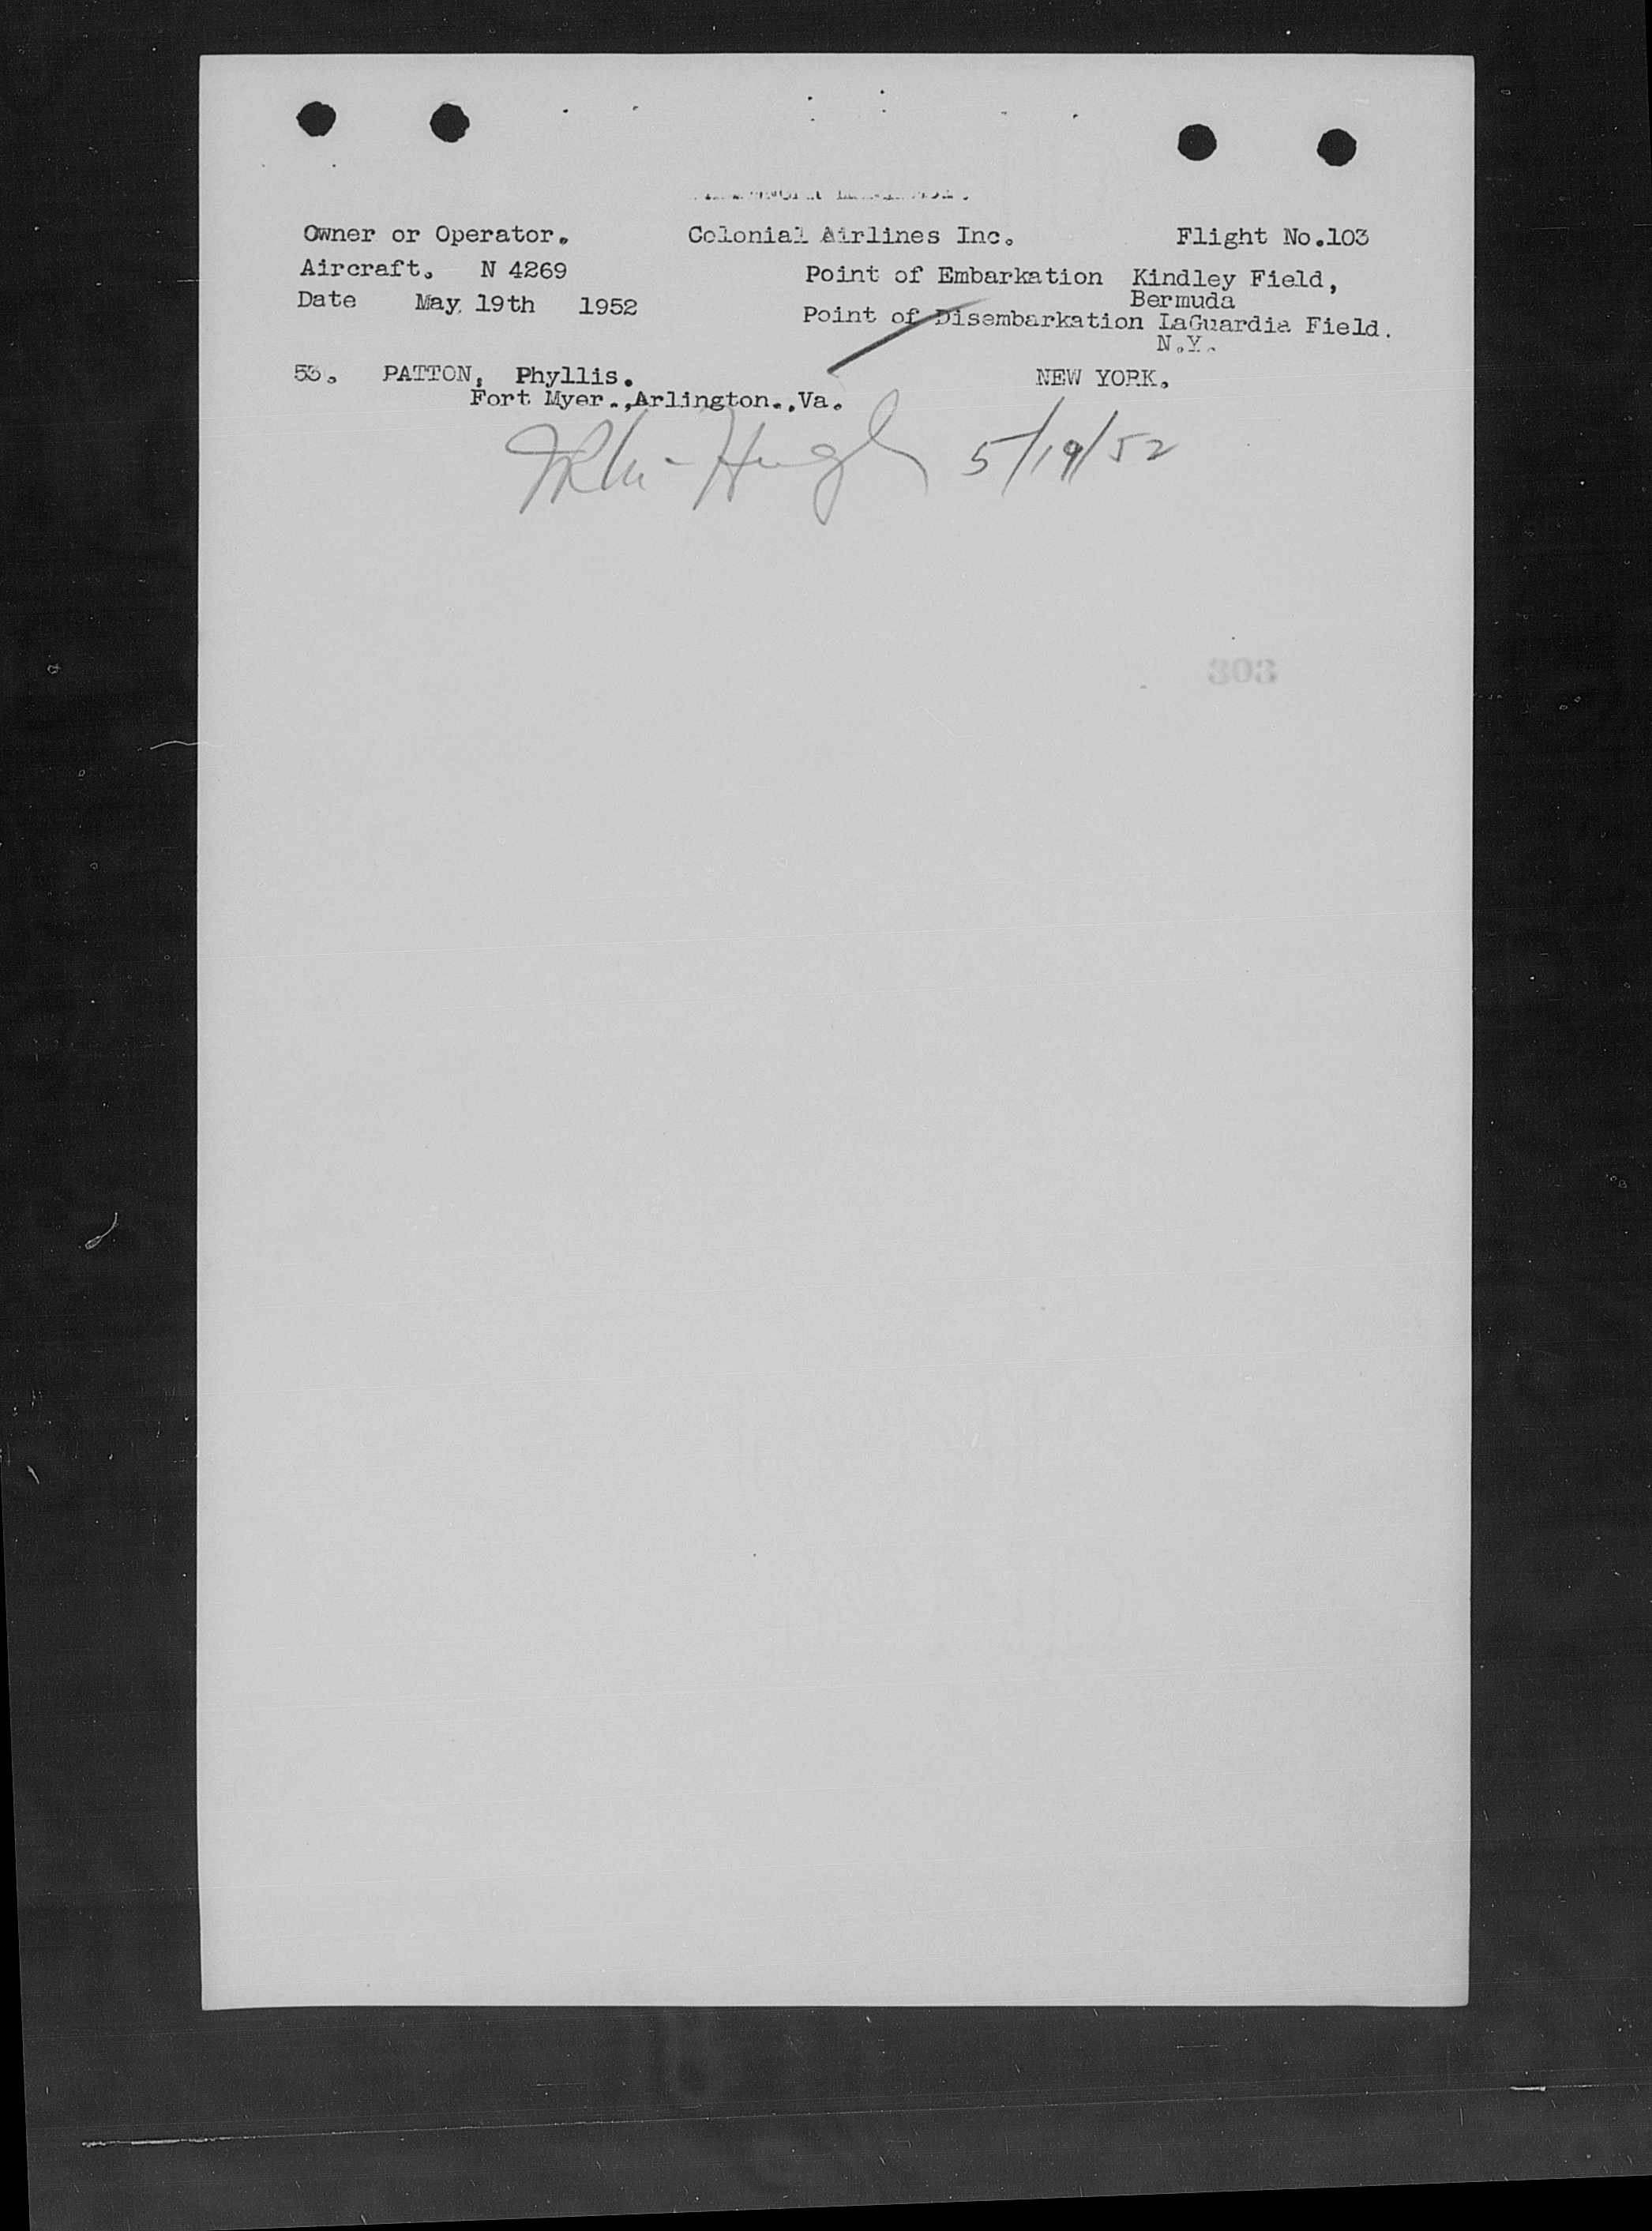 Owner or Operator. Colonial Airlines Inc. Flight No.103
Aircraft. N 4269 Point of Embarkation Kindley Field,
Bermuda
Date May 19th 1952 Point of Disembarkation LaGuardia Field.
N.Y.
53. PATTON, Phyllis. NEW YORK.
Fort Myer.,Arlington.,Va.
5/19/52
303